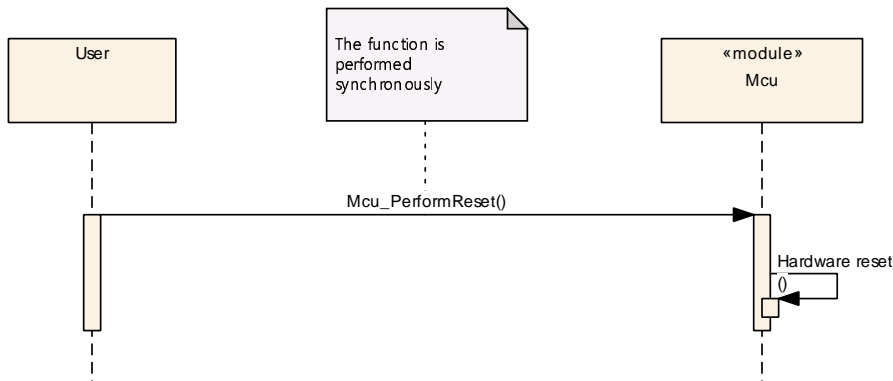 The function is
performed
synchronously
User
«module»
Mcu
Mcu_PerformReset()
Hardware reset
()